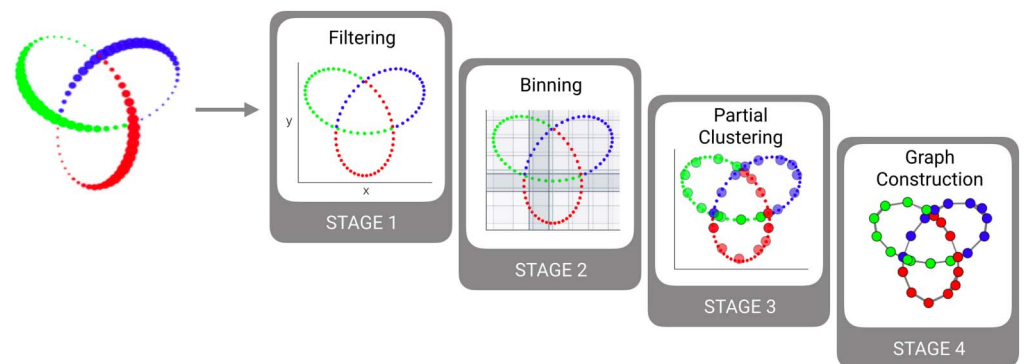 Filtering
y
x
STAGE 1
Binning
STAGE 2
Partial
Clustering
STAGE 3
Graph
Construction
STAGE 4